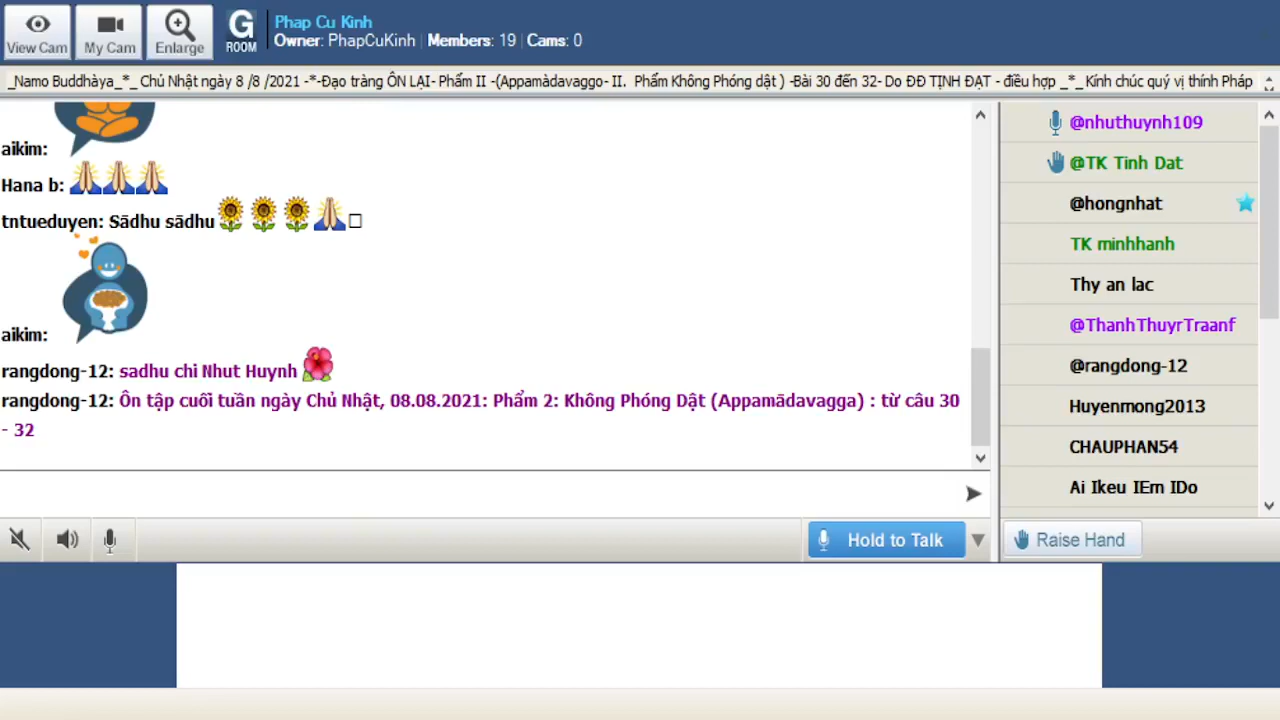 View Cam
My Cam
Enlarge
G
ROOM
Phap Cu Kinh
Owner: PhapCuKinh Members: 19 Cams: 0
_Namo Buddhàya_*_ Chủ Nhật ngày 8 /8 /2021 -*-Đạo tràng ÔN LẠI- Phẩm II -(Appamàdavaggo- II. Phẩm Không Phóng dật ) -Bài 30 đến 32- Do ĐĐ TỊNH ĐẠT - điều hợp _*_ Kính chúc quý vị thính Pháp
aikim:
Hana b:
tntueduyen: Sādhu sādhu
aikim:
rangdong-12: sadhu chi Nhut Huynh
rangdong-12: Ôn tập cuối tuần ngày Chủ Nhật, 08.08.2021: Phẩm 2: Không Phóng Dật (Appamādavagga) : từ câu 30
- 32
@nhuthuynh109
@TK Tinh Dat
@hongnhat
TK minhhanh
Thy an lac
@ThanhThuyrTraanf
@rangdong-12
Huyenmong2013
CHAUPHAN54
Ai Ikeu IEm IDo
Hold to Talk
Raise Hand